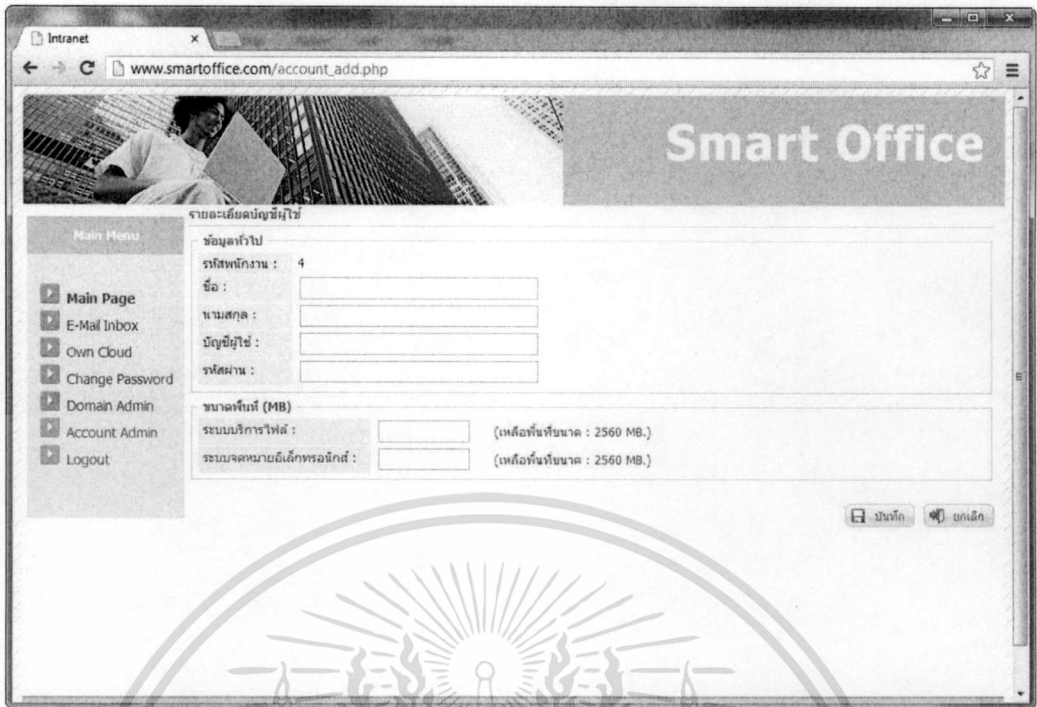 Intranet
www.smartoffice.com/account_add.php
Smart Office
Main Menu
Main Page
E-Mail Inbox
Own Cloud
Change Password
Domain Admin
Account Admin
Logout
รายละเอียดบัญชีผู้ใช้
ข้อมูลทั่วไป
รหัสพนักงาน : 4
ชื่อ :
นามสกุล :
บัญชีผู้ใช้ :
รหัสผ่าน :
ขนาดพื้นที่ (MB)
ระบบบริการไฟล์ : (เหลือพื้นที่ขนาด : 2560 MB.)
ระบบจดหมายอิเล็กทรอนิกส์ : (เหลือพื้นที่ขนาด : 2560 MB.)
บันทึก ยกเลิก